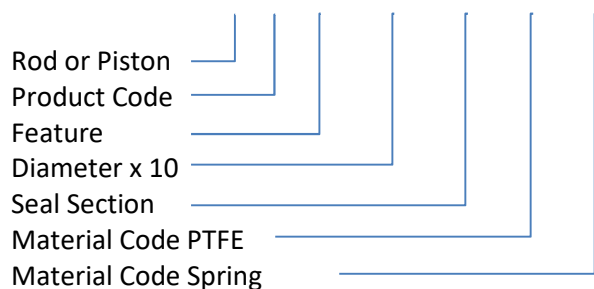 Rod or Piston
Product Code
Feature
Diameter x 10
Seal Section
Material Code PTFE
Material Code Spring